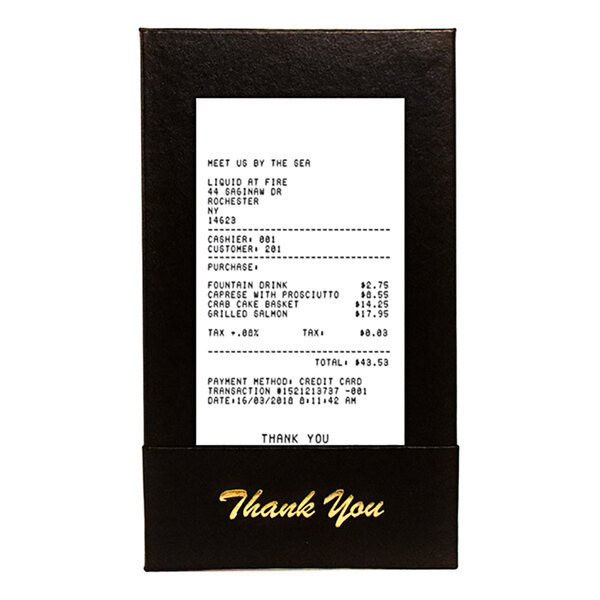 MEET US BY THE SEA
LIQUID AT FIRE
44 SAGINAW DR
ROCHESTER
NY
14623
CASHIER: 001
CUSTOMER: 201
PURCHASE:
FOUNTAIN DRINK $2.75
CAPRESE WITH PROSCIUTTO $8.55
CRAB CAKE BASKET $14.25
GRILLED SALMON $17.95
TAX +.08% TAX: $0.03
TOTAL: $43.53
PAYMENT METHOD: CREDIT CARD
TRANSACTION #1521213737 -001
DATE:16/03/2018 8:11:42 AM
THANK YOU
Thank You